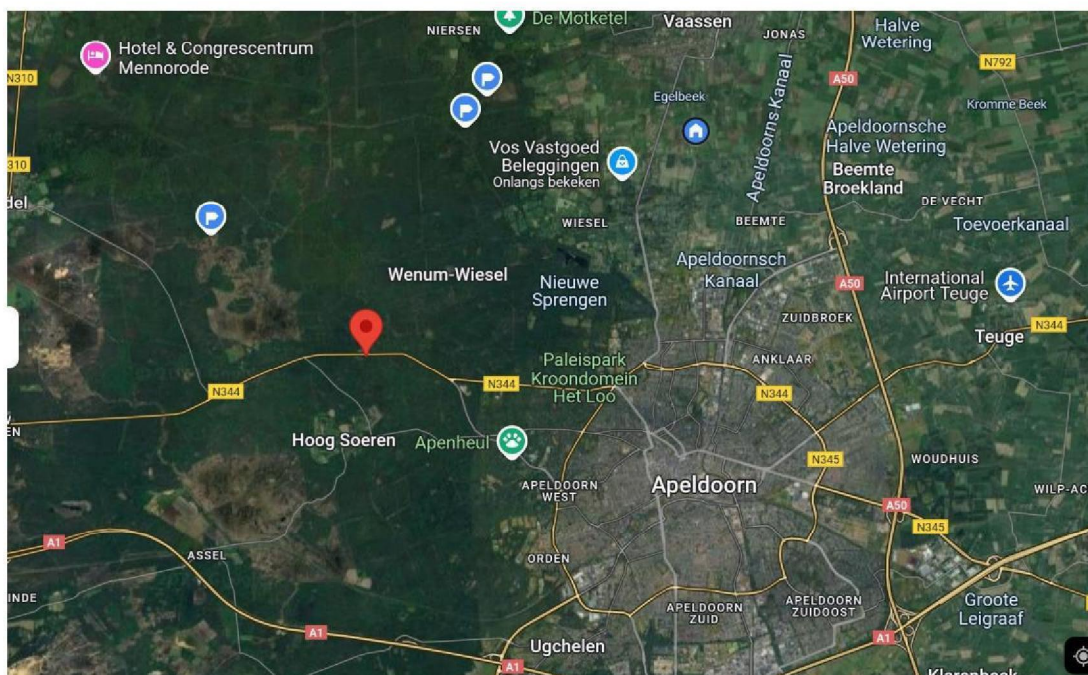 De Motketel
Vaassen
NIERSEN
JONAS
Halve
Wetering
Hotel & Congrescentrum
Mennorode
N310
A50
N792
Egelbeek
Kromme Beek
Apeldoorns Kanaal
Apeldoornsche
Halve Wetering
Vos Vastgoed
Beleggingen
Onlangs bekeken
310
Beemte
Broekland
del
DE VECHT
WIESEL
BEEMTE
Toevoerkanaal
Wenum-Wiesel
Apeldoornsch
Kanaal
Nieuwe
Sprengen
A50
International
Airport Teuge
ZUIDBROEK
N344
Teuge
Paleispark
Kroondomein
Het Loo
ANKLAAR
N344
N344
N344
EN
Hoog Soeren
Apenheul
N345
WOUDHUIS
APELDOORN
WEST
Apeldoorn
WILP-AC
A50
N345
A1
ASSEL
ORDEN
INDE
APELDOORN
ZUID
APELDOORN
ZUIDOOST
Groote
Leigraaf
A1
Ugchelen
A1
A1
Klarenbeek